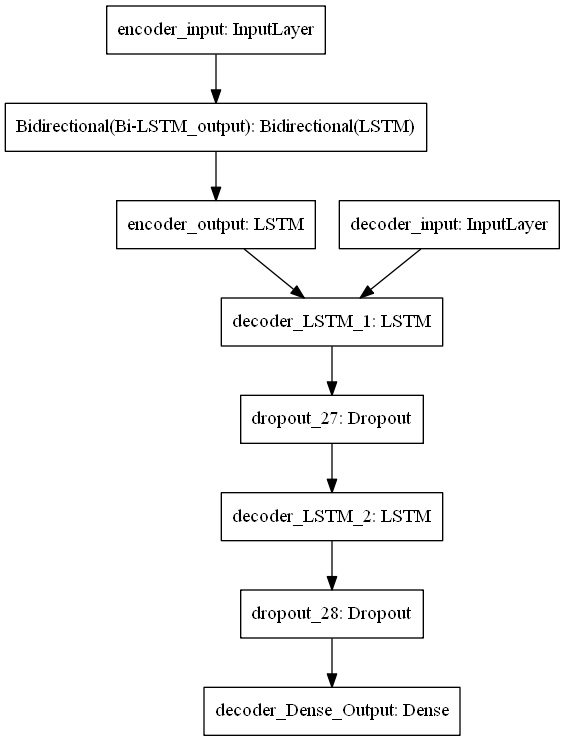 encoder_input: InputLayer
Bidirectional(Bi-LSTM_output): Bidirectional(LSTM)
encoder_output: LSTM
decoder_input: InputLayer
decoder_LSTM_1: LSTM
dropout_27: Dropout
decoder_LSTM_2: LSTM
dropout_28: Dropout
decoder_Dense_Output: Dense